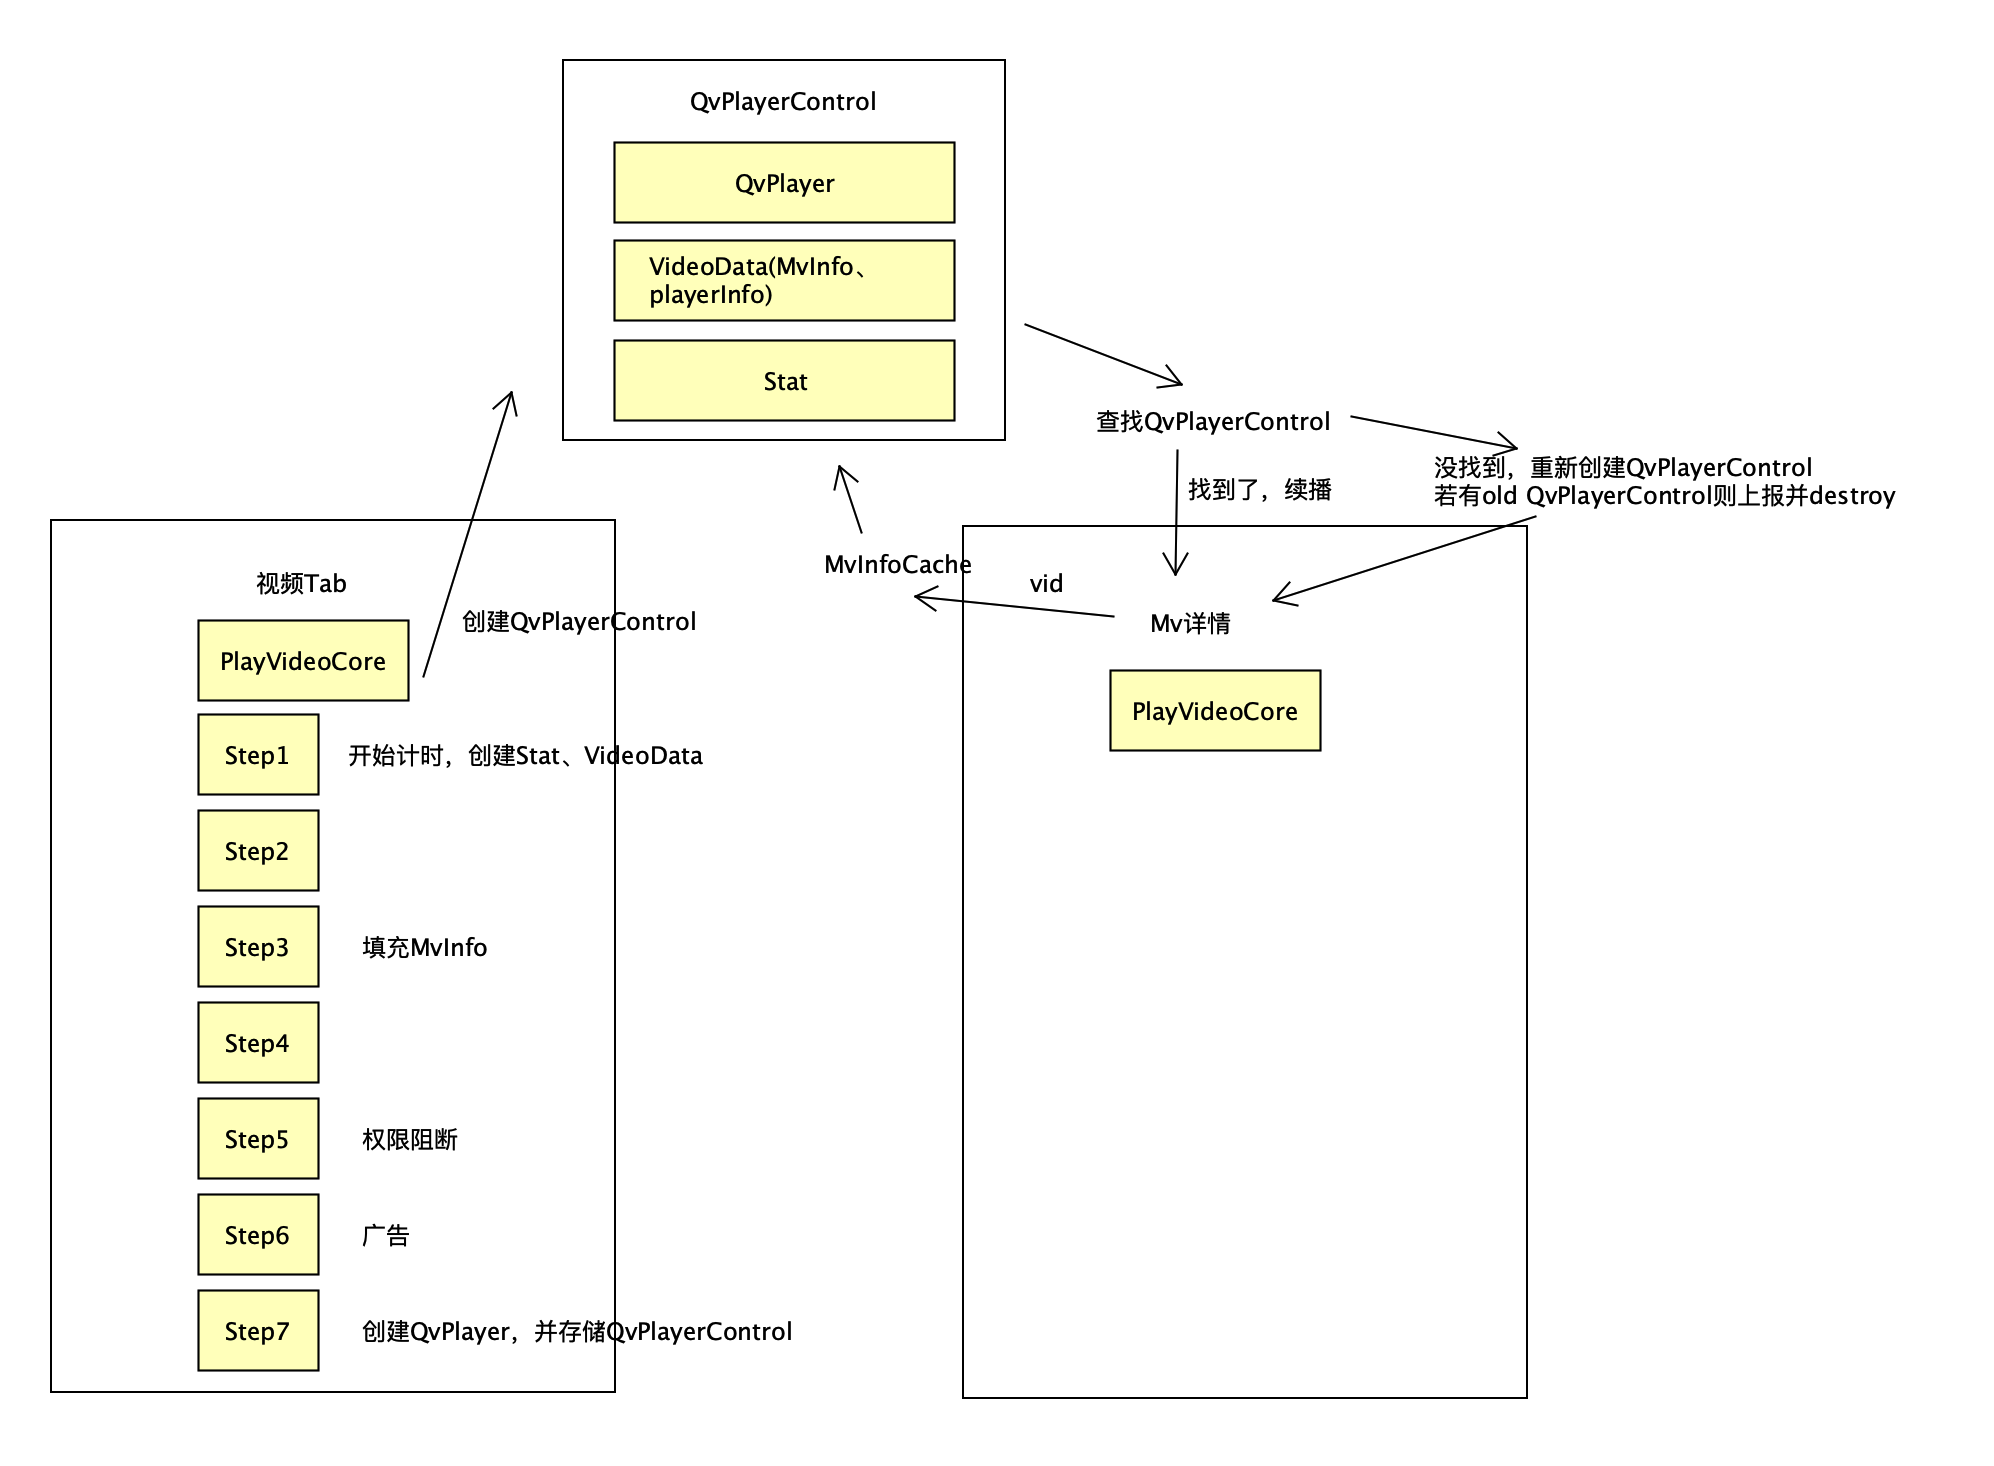 QvPlayerControl
QvPlayer
VideoData(MvInfo、
playerInfo)
Stat
查找QvPlayerControl
没找到，重新创建QvPlayerControl
若有old QvPlayerControl则上报并destroy
找到了，续播
MvInfoCache
vid
Mv详情
PlayVideoCore
视频Tab
创建QvPlayerControl
PlayVideoCore
Step1
开始计时，创建Stat、VideoData
Step2
Step3
填充MvInfo
Step4
Step5
权限阻断
Step6
广告
Step7
创建QvPlayer，并存储QvPlayerControl